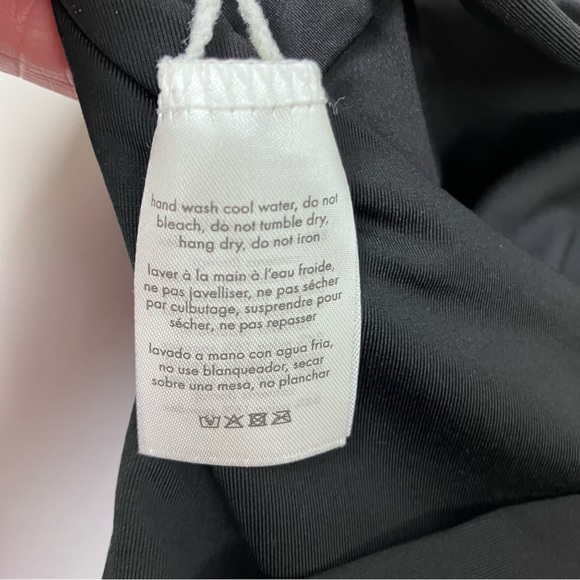 hand wash cool water, do not
bleach, do not tumble dry,
hang dry, do not iron
laver à la main à l'eau froide,
ne pas javelliser, ne pas sécher
par culbutage, suspendre pour
sécher, ne pas repasser
lavado a mano con agua fria,
no use blanqueador, secar
sobre una mesa, no planchar